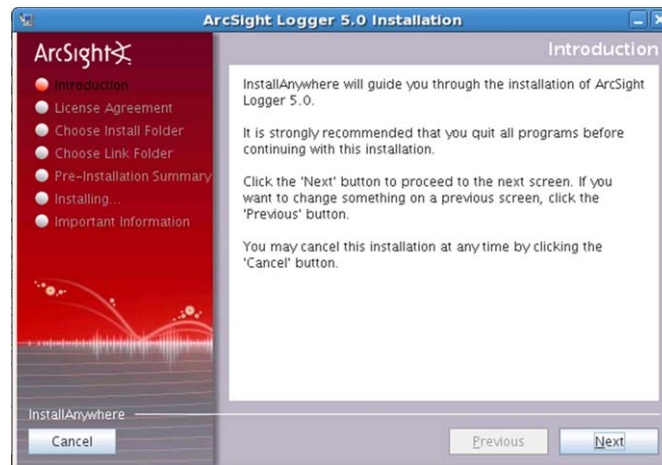 ArcSight Logger 5.0 Installation
ArcSight
Introduction
Introduction
License Agreement
Choose Install Folder
Choose Link Folder
Pre-Installation Summary
Installing...
Important Information
InstallAnywhere will guide you through the installation of ArcSight
Logger 5.0.
It is strongly recommended that you quit all programs before
continuing with this installation.
Click the 'Next' button to proceed to the next screen. If you
want to change something on a previous screen, click the
'Previous' button.
You may cancel this installation at any time by clicking the
'Cancel' button.
InstallAnywhere
Cancel
Previous
Next